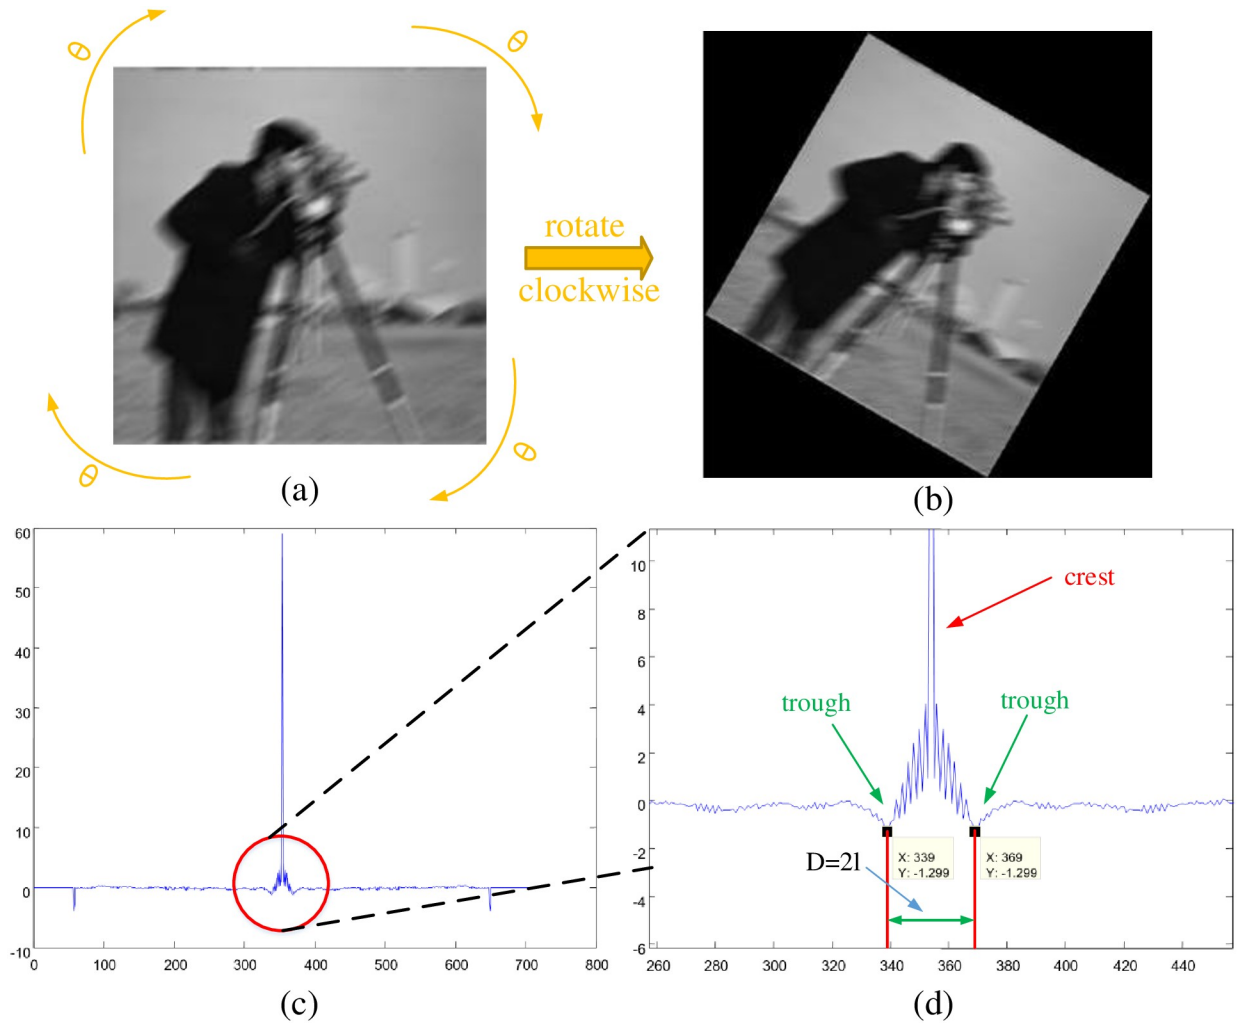 θ
θ
rotate
clockwise
θ
θ
(a)
(b)
60
50
40
30
20
10
0
-10
0
100
200
300
400
500
600
700
800
(c)
10
8
6
4
2
0
-2
-4
-6
crest
trough
trough
D=2l
X: 339
Y: -1.299
X: 369
Y: -1.299
260
280
300
320
340
360
380
400
420
440
(d)